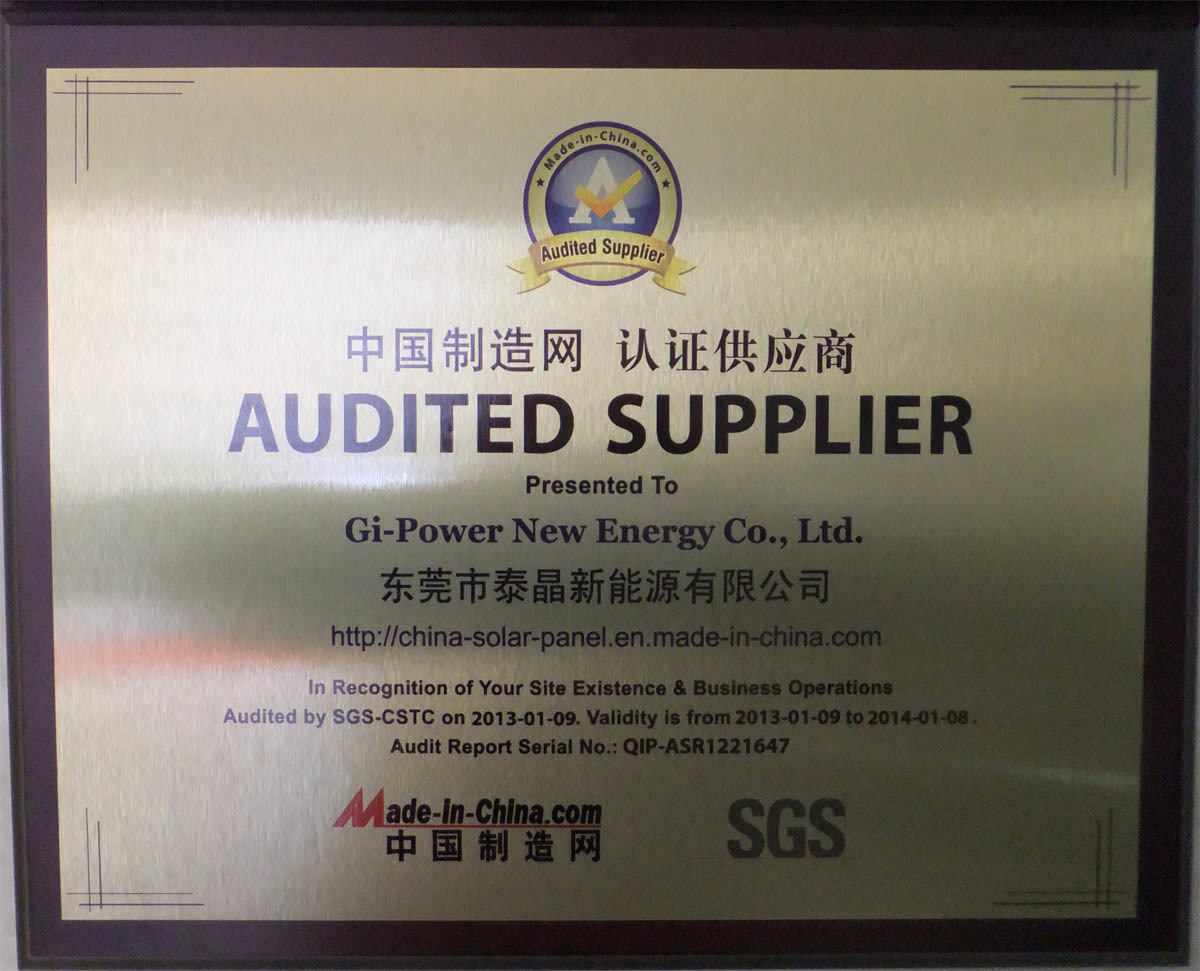 Made-in-China.com
A
Audited Supplier
中国制造网 认证供应商
AUDITED SUPPLIER
Presented To
Gi-Power New Energy Co., Ltd.
东莞市泰晶新能源有限公司
http://china-solar-panel.en.made-in-china.com
In Recognition of Your Site Existence & Business Operations
Audited by SGS-CSTC on 2013-01-09. Validity is from 2013-01-09 to 2014-01-08.
Audit Report Serial No.: QIP-ASR1221647
Made-in-China.com
中国制造网
SGS